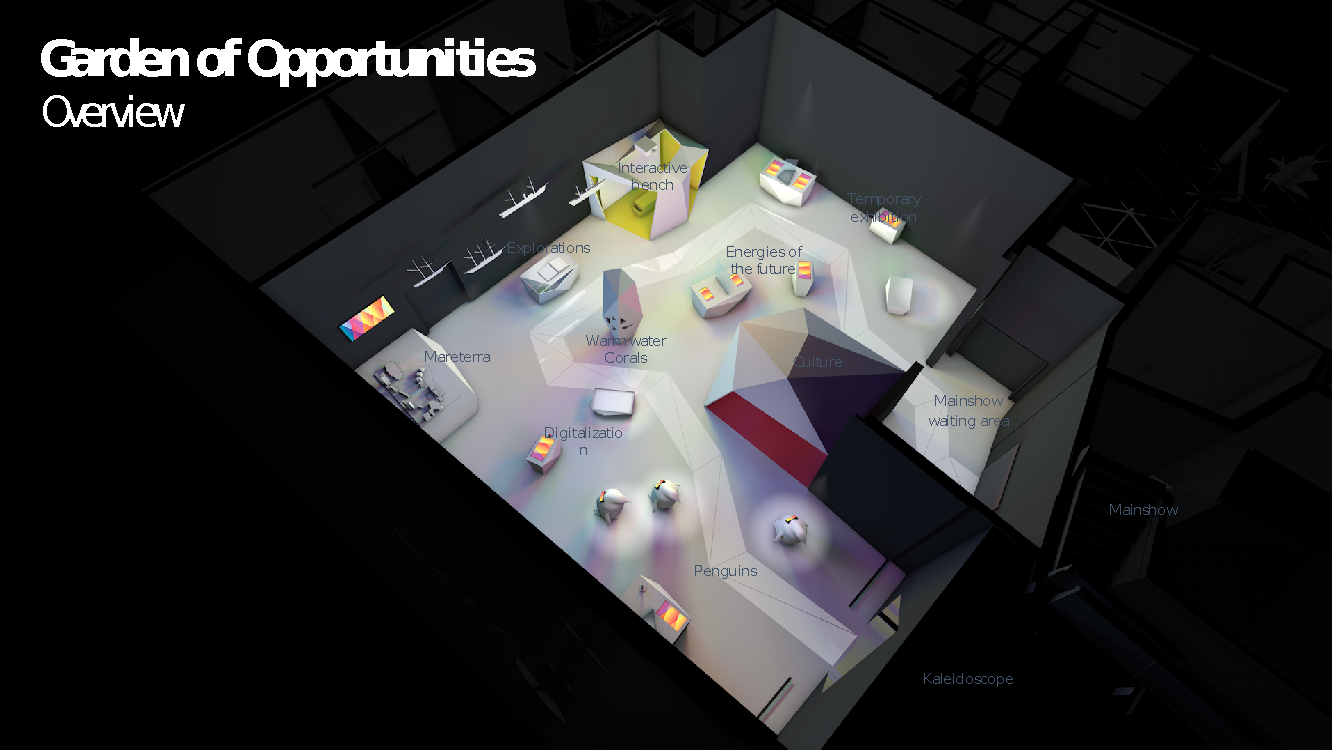 Garden of Opportunities
Overview
Interactive
bench
Temporary
exhibition
Explorations
Energies of
the future
Warm water
Corals
Mareterra
Culture
Mainshow
waiting area
Digitalizatio
n
Mainshow
Penguins
Kaleidoscope